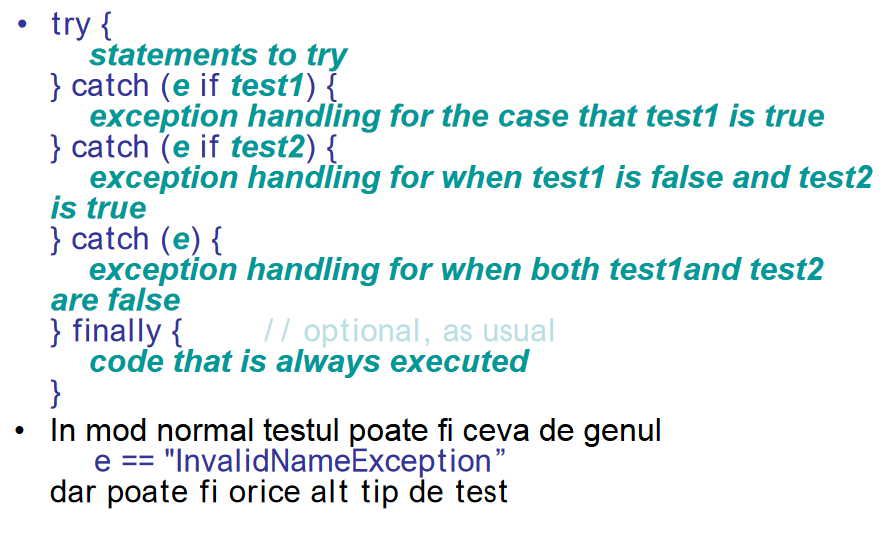 • try {
statements to try
} catch (e if test1) {
exception handling for the case that test1 is true
} catch (e if test2) {
exception handling for when test1 is false and test2
is true
} catch (e) {
exception handling for when both test1and test2
are false
} finally { // optional, as usual
code that is always executed
}
• In mod normal testul poate fi ceva de genul
e == "InvalidNameException”
dar poate fi orice alt tip de test